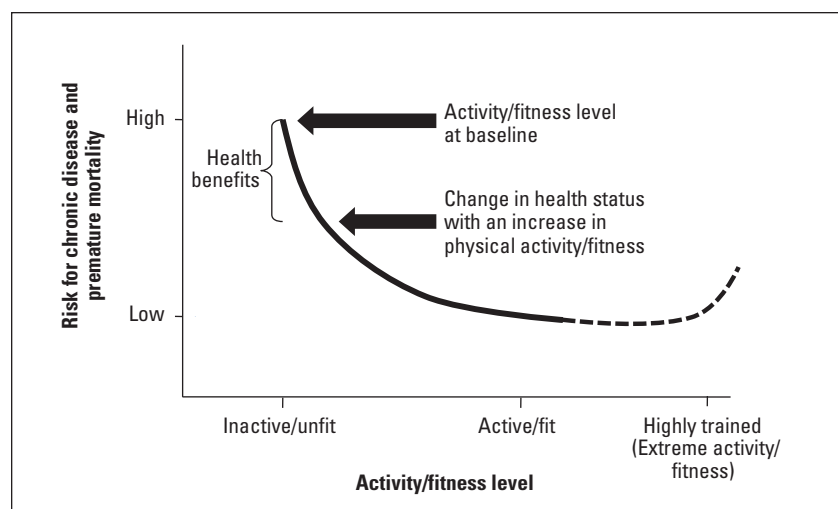 Risk for chronic disease and
premature mortality
High
Low
Health
benefits
Activity/fitness level
at baseline
Change in health status
with an increase in
physical activity/fitness
Inactive/unfit
Active/fit
Highly trained
(Extreme activity/
fitness)
Activity/fitness level